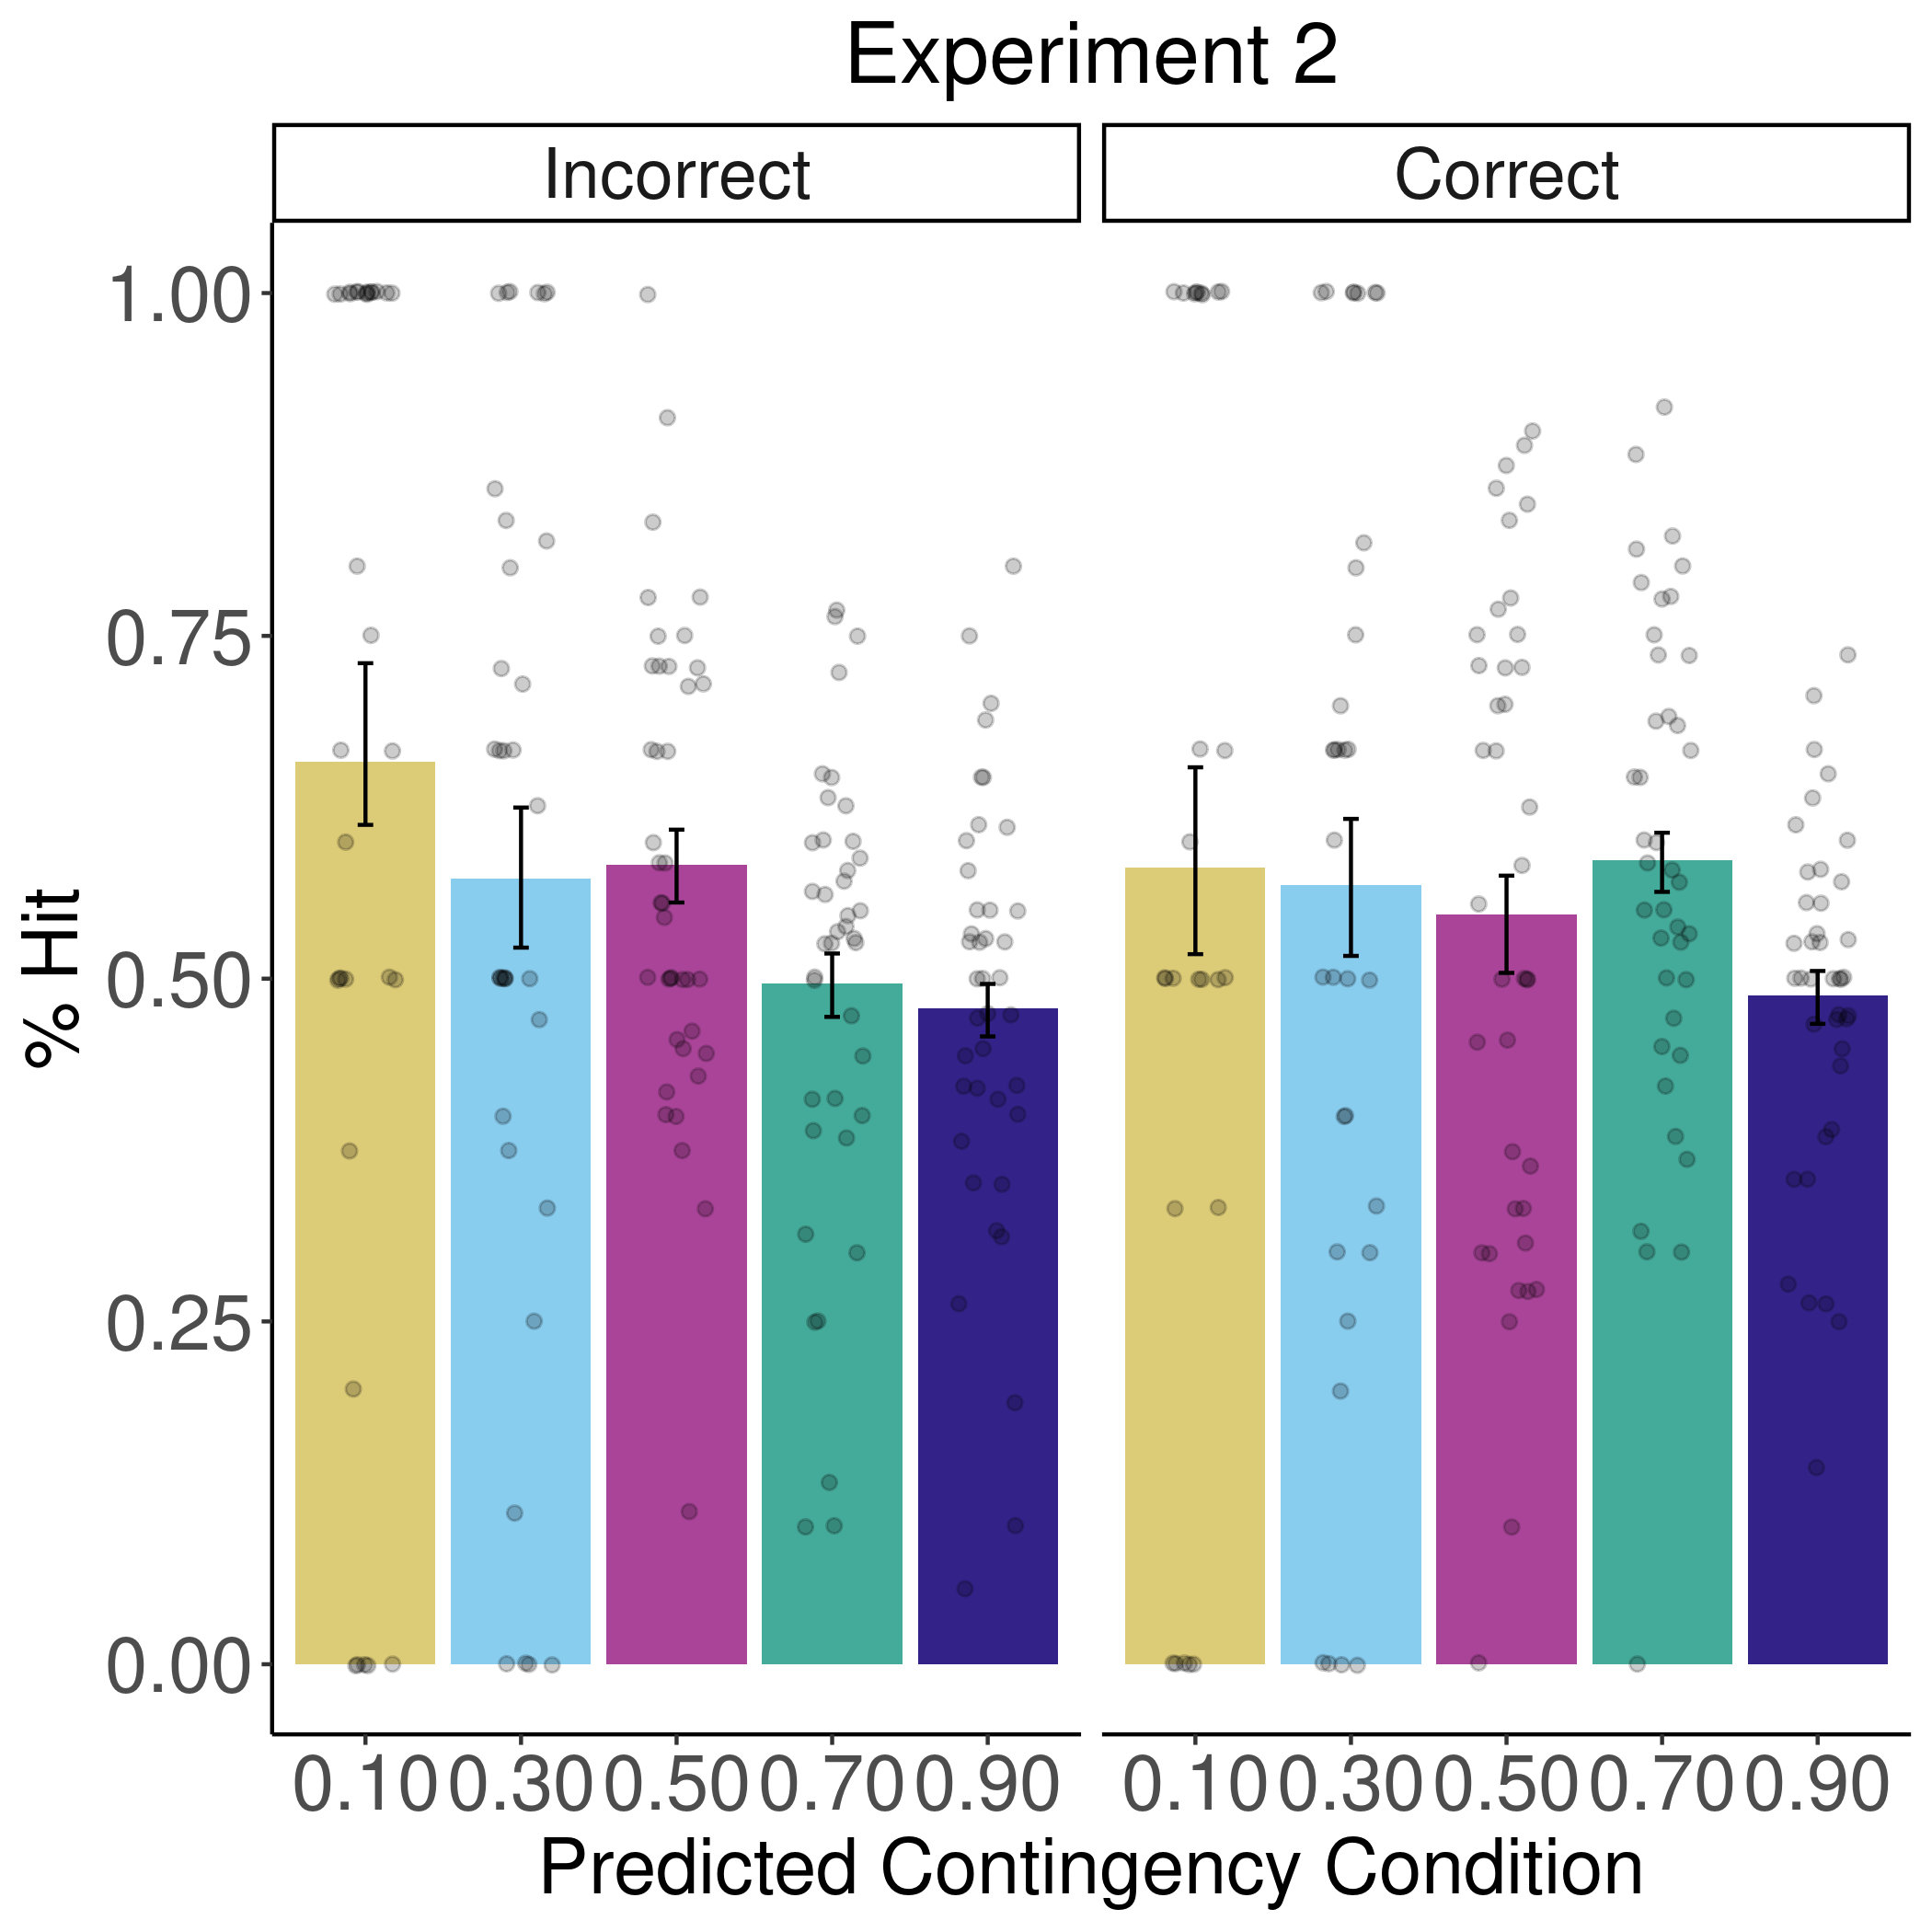 Experiment 2
Incorrect Correct
1.00
0.75
0.50
0.25
0.00
% Hit
0.10 0.30 0.50 0.70 0.90 0.10 0.30 0.50 0.70 0.90
Predicted Contingency Condition